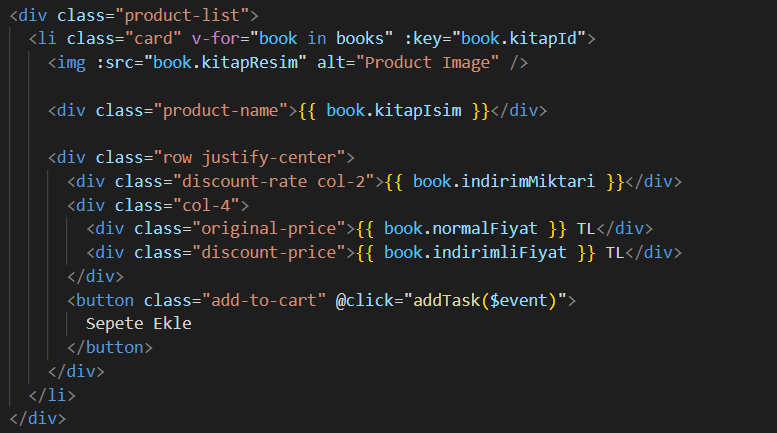 <div class="product-list">
<li class="card" v-for="book in books" :key="book.kitapId">
<img :src="book.kitapResim" alt="Product Image" />
<div class="product-name">{{ book.kitapIsim }}</div>
<div class="row justify-center">
<div class="discount-rate col-2">{{ book.indirimMiktari }}</div>
<div class="col-4">
<div class="original-price">{{ book.normalFiyat }} TL</div>
<div class="discount-price">{{ book.indirimliFiyat }} TL</div>
</div>
<button class="add-to-cart" @click="addTask($event)">
Sepete Ekle
</button>
</div>
</li>
</div>